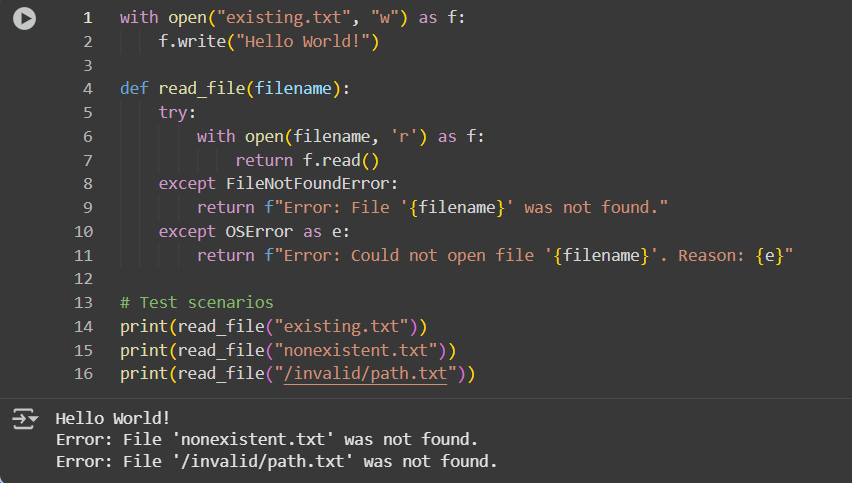 1 with open("existing.txt", "w") as f:
2     f.write("Hello World!")
3
4 def read_file(filename):
5     try:
6         with open(filename, 'r') as f:
7             return f.read()
8     except FileNotFoundError:
9         return f"Error: File '{filename}' was not found."
10     except OSError as e:
11         return f"Error: Could not open file '{filename}'. Reason: {e}"
12
13 # Test scenarios
14 print(read_file("existing.txt"))
15 print(read_file("nonexistent.txt"))
16 print(read_file("/invalid/path.txt"))
Hello World!
Error: File 'nonexistent.txt' was not found.
Error: File '/invalid/path.txt' was not found.